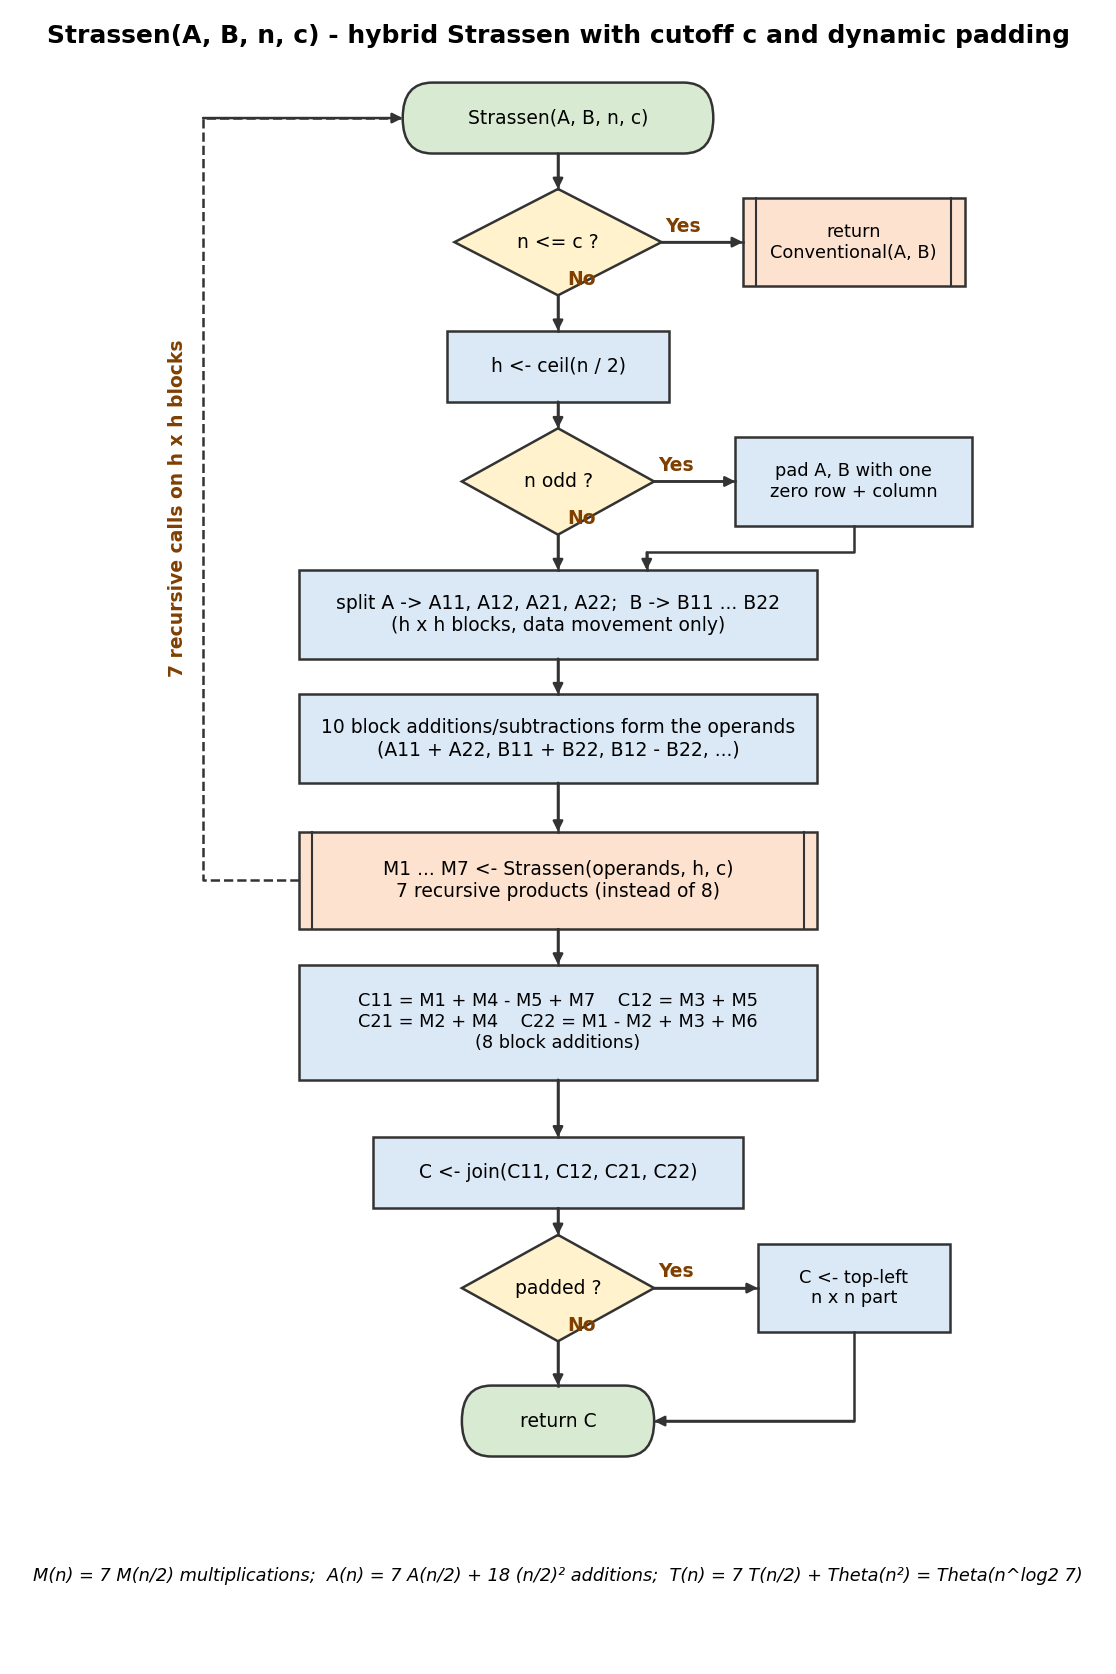 Strassen(A, B, n, c) - hybrid Strassen with cutoff c and dynamic padding
Strassen(A, B, n, c)
n <= c ?
Yes
return
Conventional(A, B)
No
h <- ceil(n / 2)
n odd ?
Yes
pad A, B with one
zero row + column
No
split A -> A11, A12, A21, A22;  B -> B11 ... B22
(h x h blocks, data movement only)
10 block additions/subtractions form the operands
(A11 + A22, B11 + B22, B12 - B22, ...)
7 recursive calls on h x h blocks
M1 ... M7 <- Strassen(operands, h, c)
7 recursive products (instead of 8)
C11 = M1 + M4 - M5 + M7    C12 = M3 + M5
C21 = M2 + M4    C22 = M1 - M2 + M3 + M6
(8 block additions)
C <- join(C11, C12, C21, C22)
padded ?
Yes
C <- top-left
n x n part
No
return C
M(n) = 7 M(n/2) multiplications;  A(n) = 7 A(n/2) + 18 (n/2)² additions;  T(n) = 7 T(n/2) + Theta(n²) = Theta(n^log2 7)